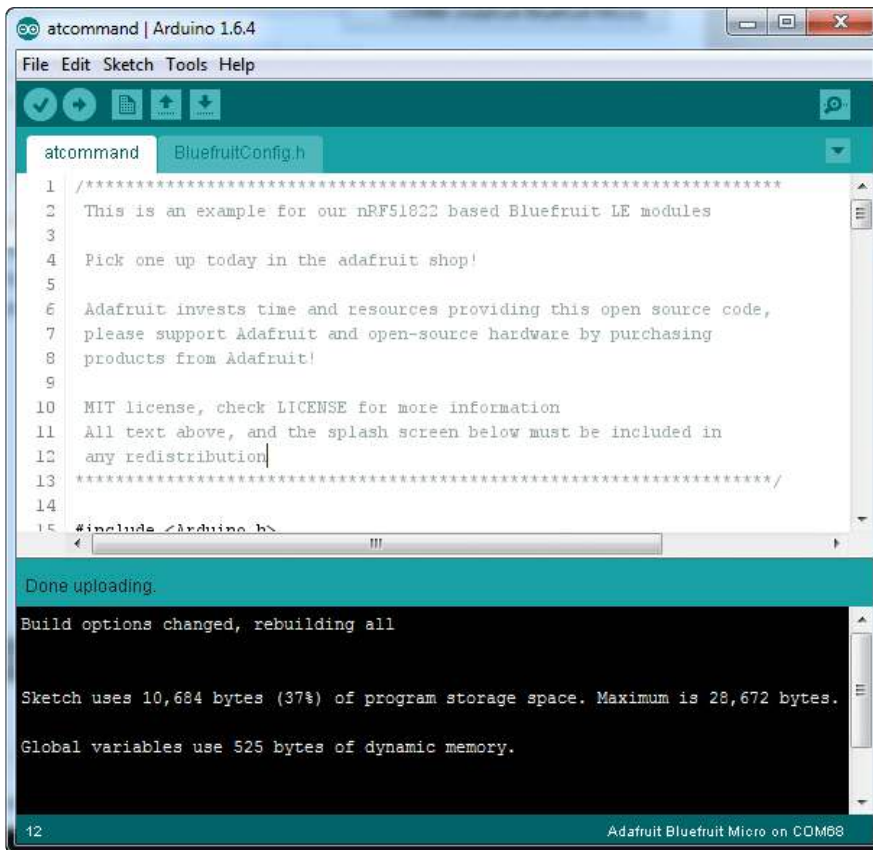 atcommand | Arduino 1.6.4
File Edit Sketch Tools Help
atcommand BluefruitConfig.h
1 /*********************************************************************
2 This is an example for our nRF51822 based Bluefruit LE modules
3
4 Pick one up today in the adafruit shop!
5
6 Adafruit invests time and resources providing this open source code,
7 please support Adafruit and open-source hardware by purchasing
8 products from Adafruit!
9
10 MIT license, check LICENSE for more information
11 All text above, and the splash screen below must be included in
12 any redistribution
13 *********************************************************************/
14
15 #include <Arduino.h>
Done uploading.
Build options changed, rebuilding all
Sketch uses 10,684 bytes (37%) of program storage space. Maximum is 28,672 bytes.
Global variables use 525 bytes of dynamic memory.
12 Adafruit Bluefruit Micro on COM68